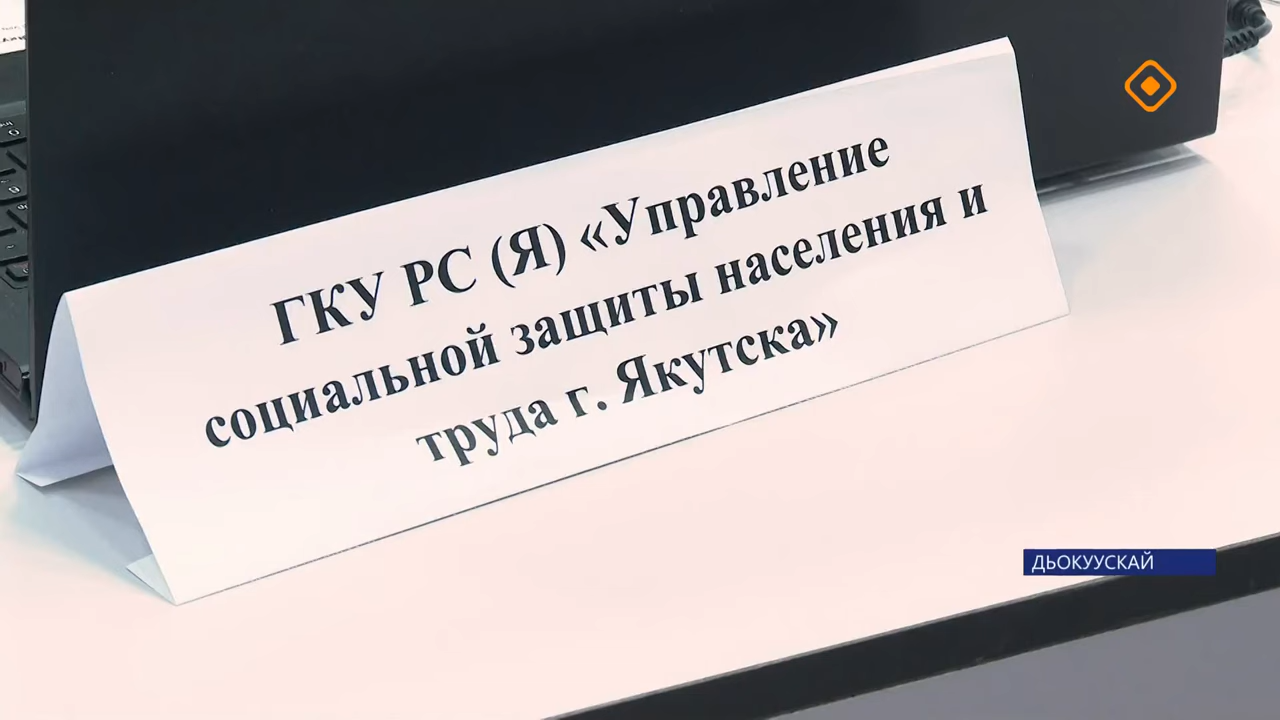 ГКУ РС (Я) «Управление
социальной защиты населения и
труда г. Якутска»
ДЬОКУУСКАЙ